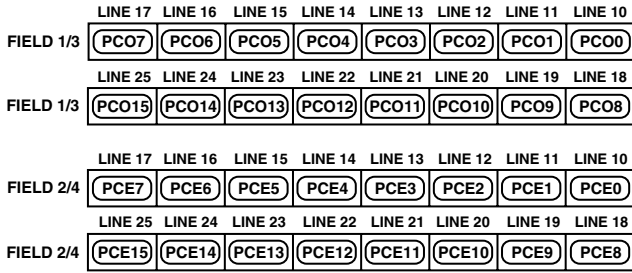 LINE 17 LINE 16 LINE 15 LINE 14 LINE 13 LINE 12 LINE 11 LINE 10
FIELD 1/3 PCO7 PCO6 PCO5 PCO4 PCO3 PCO2 PCO1 PCO0
LINE 25 LINE 24 LINE 23 LINE 22 LINE 21 LINE 20 LINE 19 LINE 18
FIELD 1/3 PCO15 PCO14 PCO13 PCO12 PCO11 PCO10 PCO9 PCO8
LINE 17 LINE 16 LINE 15 LINE 14 LINE 13 LINE 12 LINE 11 LINE 10
FIELD 2/4 PCE7 PCE6 PCE5 PCE4 PCE3 PCE2 PCE1 PCE0
LINE 25 LINE 24 LINE 23 LINE 22 LINE 21 LINE 20 LINE 19 LINE 18
FIELD 2/4 PCE15 PCE14 PCE13 PCE12 PCE11 PCE10 PCE9 PCE8